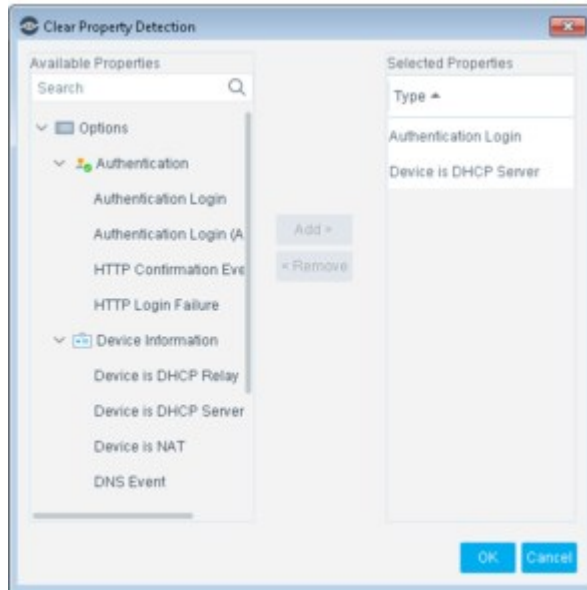 Clear Property Detection
Available Properties
Selected Properties
Search
Type
Options
Authentication
Authentication Login
Authentication Login
Device is DHCP Server
Authentication Login (A
Add »
HTTP Confirmation Eve
« Remove
HTTP Login Failure
Device Information
Device is DHCP Relay
Device is DHCP Server
Device is NAT
DNS Event
OK
Cancel